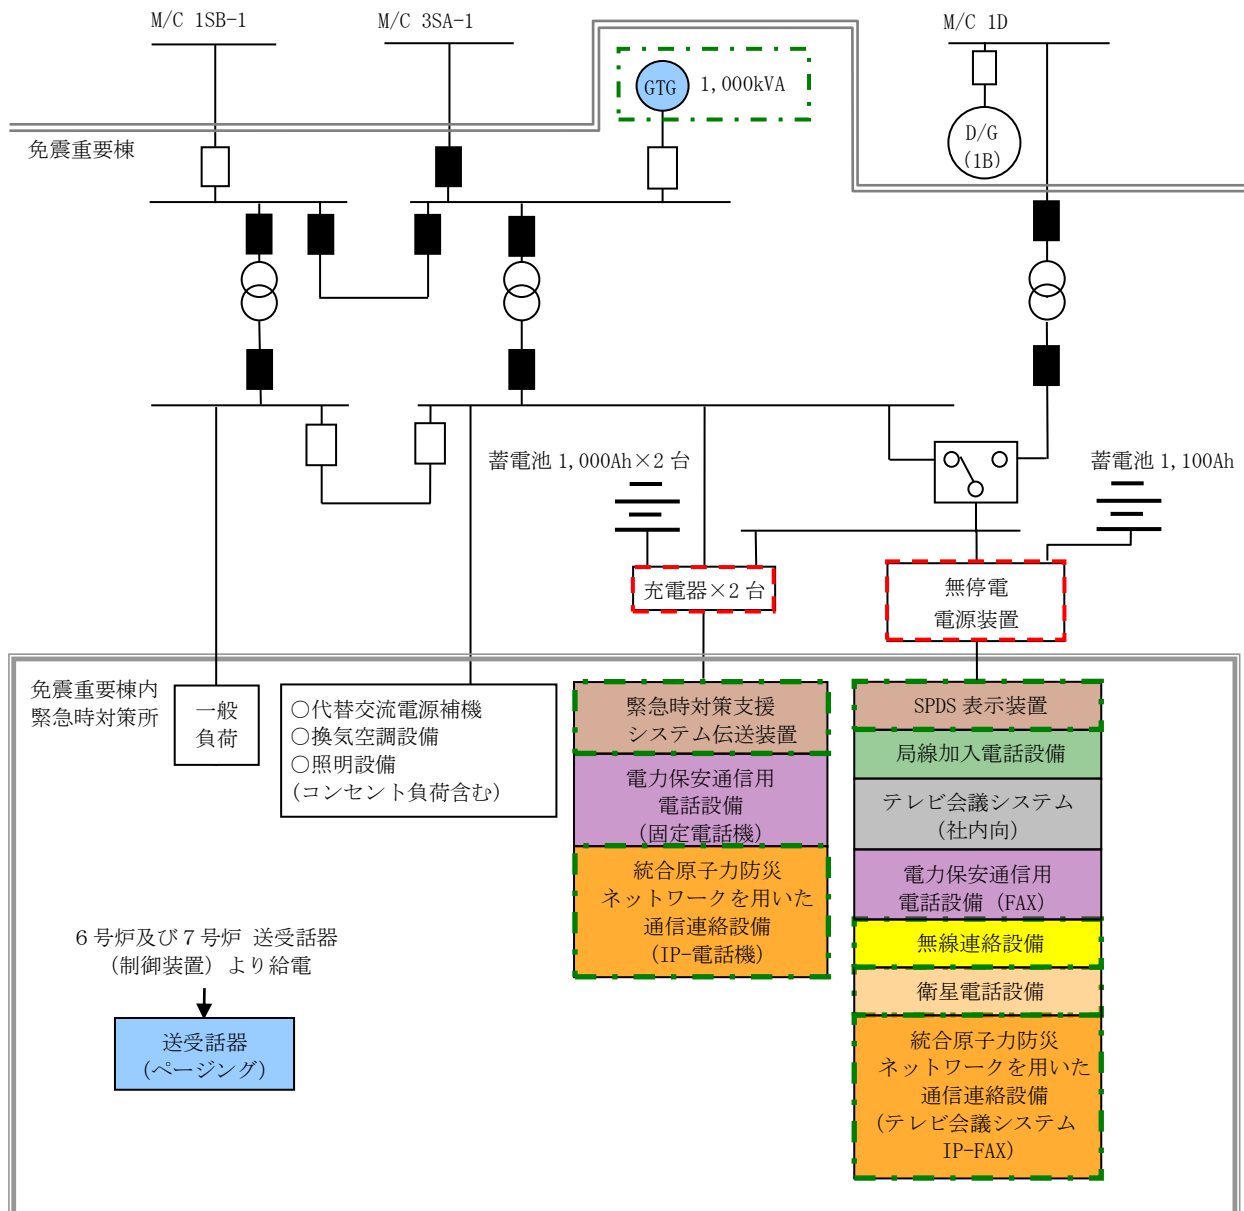 M/C 1SB-1
M/C 3SA-1
M/C 1D
GTG
1,000kVA
D/G
(1B)
免震重要棟
蓄電池 1,000Ah×2 台
蓄電池 1,100Ah
充電器×2 台
無停電
電源装置
免震重要棟内
緊急時対策所
一般
負荷
○代替交流電源補機
○換気空調設備
○照明設備
(コンセント負荷含む)
緊急時対策支援
システム伝送装置
電力保安通信用
電話設備
(固定電話機)
統合原子力防災
ネットワークを用いた
通信連絡設備
(IP-電話機)
SPDS 表示装置
局線加入電話設備
テレビ会議システム
(社内向)
電力保安通信用
電話設備 (FAX)
無線連絡設備
衛星電話設備
統合原子力防災
ネットワークを用いた
通信連絡設備
(テレビ会議システム
IP-FAX)
6号炉及び7号炉 送受話器
(制御装置) より給電
送受話器
(ページング)